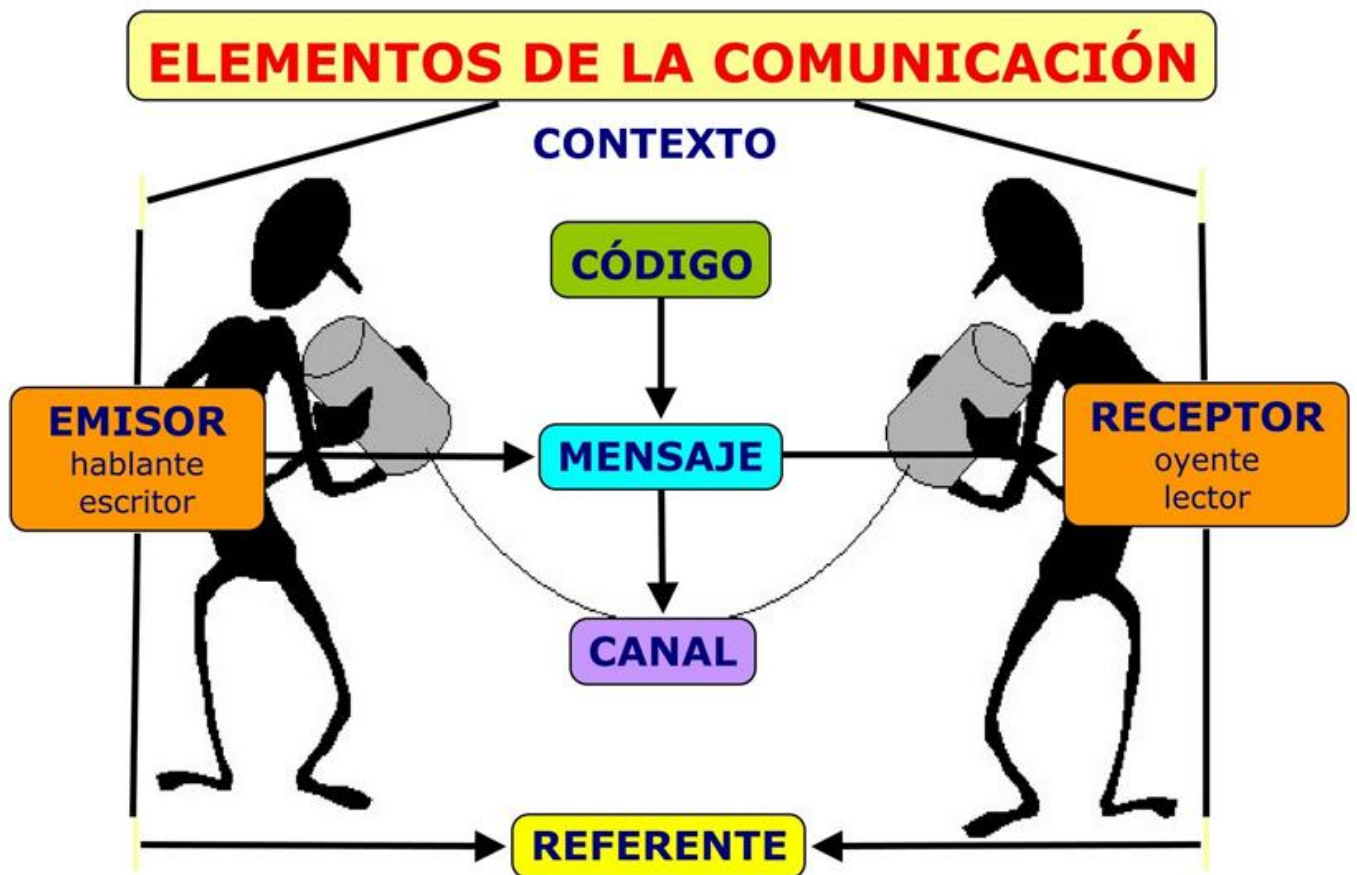 ELEMENTOS DE LA COMUNICACIÓN
CONTEXTO
CÓDIGO
EMISOR
hablante
escritor
MENSAJE
RECEPTOR
oyente
lector
CANAL
REFERENTE